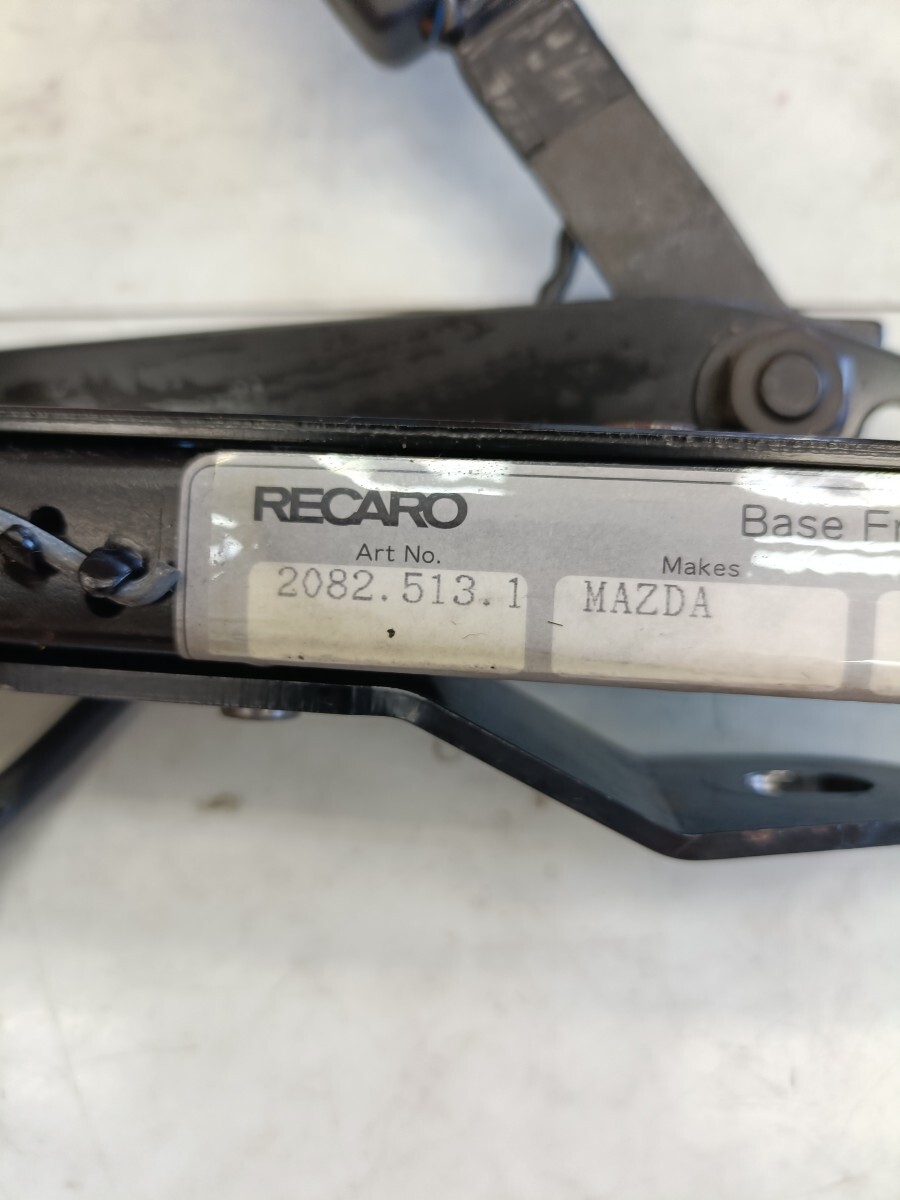 RECARO
Base Fr
Art No.
Makes
2082.513.1
MAZDA